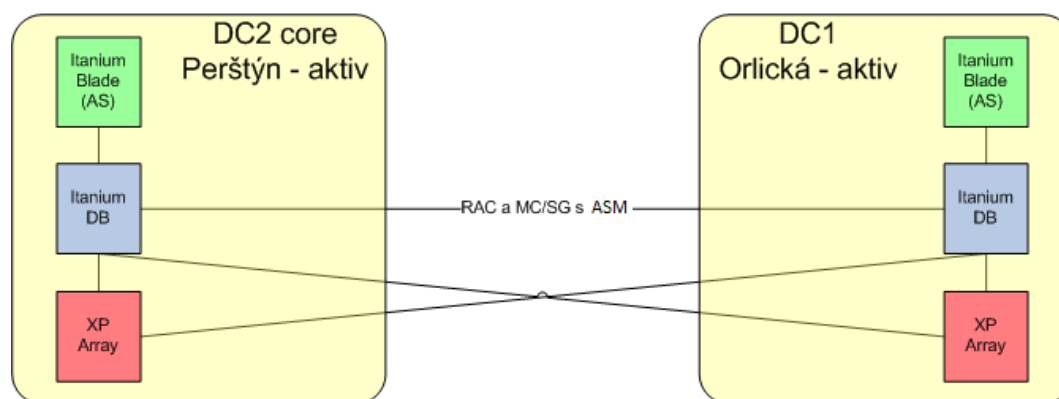 DC2 core
Perštýn - aktiv
Itanium
Blade
(AS)
Itanium
DB
XP
Array
RAC a MC/SG s ASM
DC1
Orlická - aktiv
Itanium
Blade
(AS)
Itanium
DB
XP
Array